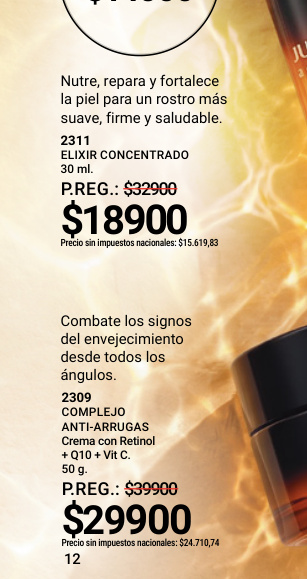 Nutre, repara y fortalece
la piel para un rostro más
suave, firme y saludable.
2311
ELIXIR CONCENTRADO
30 ml.
P.REG.: $32900
$18900
Precio sin impuestos nacionales: $15.619,83
Combate los signos
del envejecimiento
desde todos los
ángulos.
2309
COMPLEJO
ANTI-ARRUGAS
Crema con Retinol
+ Q10 + Vit C.
50 g.
P.REG.: $39900
$29900
Precio sin impuestos nacionales: $24.710,74
12